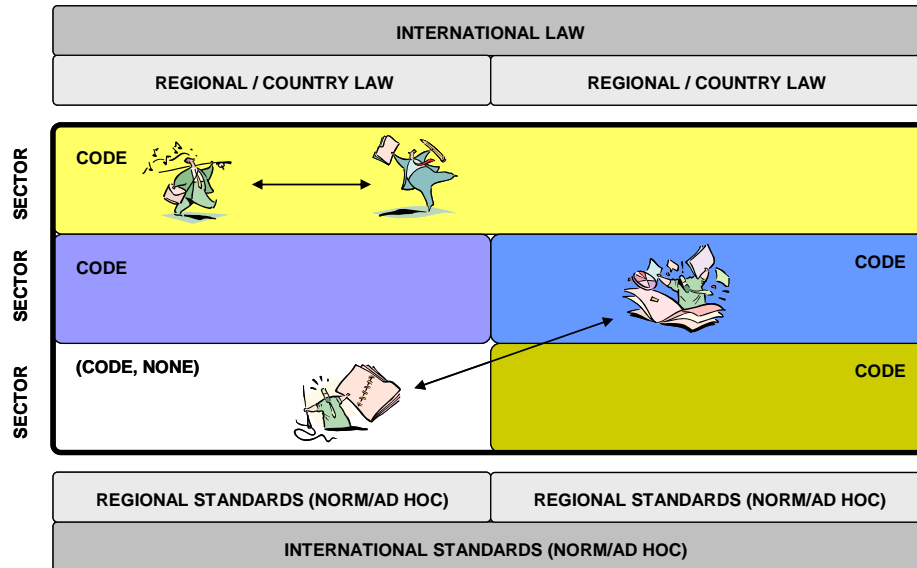 INTERNATIONAL LAW
REGIONAL / COUNTRY LAW
REGIONAL / COUNTRY LAW
SECTOR
CODE
SECTOR
CODE
CODE
SECTOR
(CODE, NONE)
CODE
REGIONAL STANDARDS (NORM/AD HOC)
REGIONAL STANDARDS (NORM/AD HOC)
INTERNATIONAL STANDARDS (NORM/AD HOC)